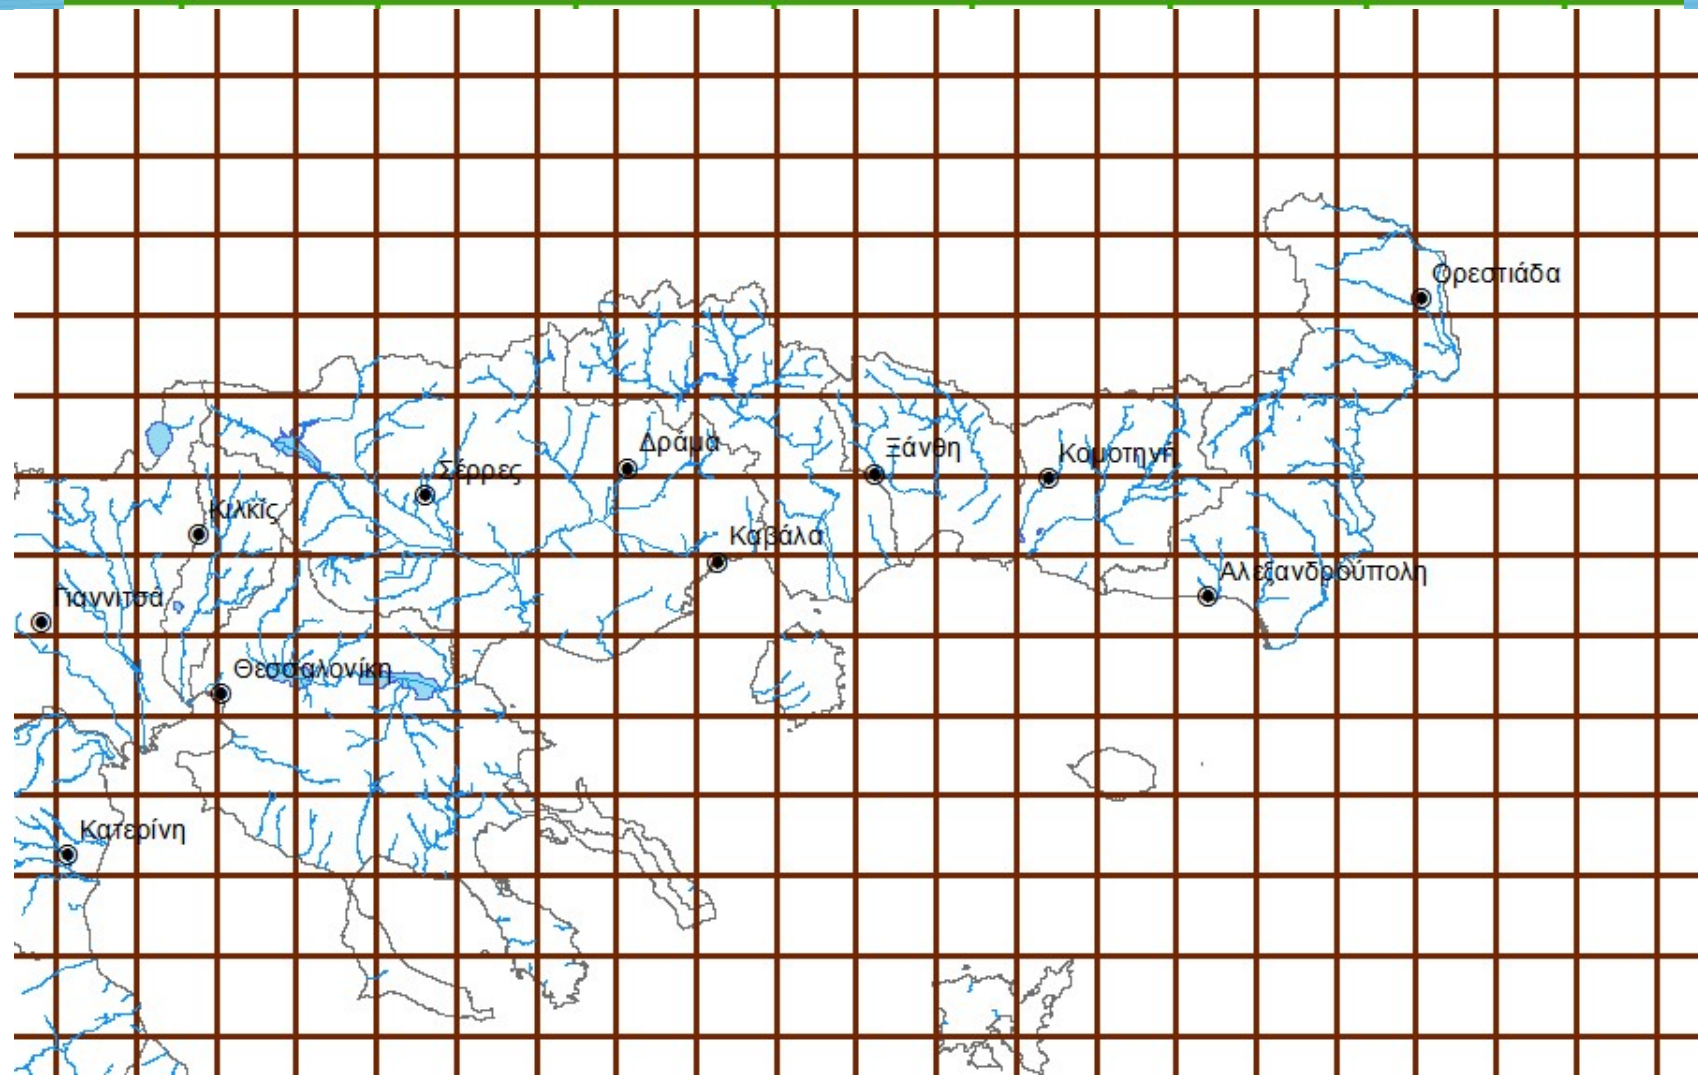 Ορεστιάδα
Δράμα
Ξάνθη
Κομοτηνή
Σέρρες
Κιλκίς
Καβάλα
Αλεξανδρούπολη
Γιαννιτσά
Θεσσαλονίκη
Κατερίνη